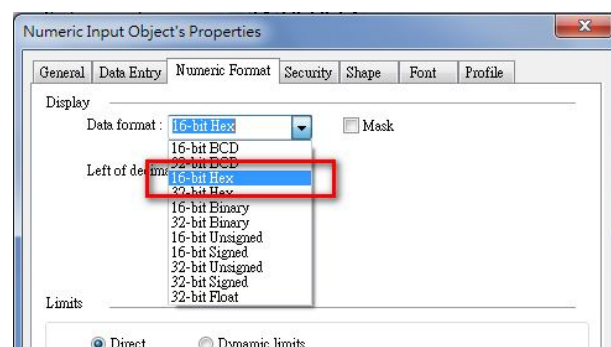 Numeric Input Object's Properties
General Data Entry Numeric Format Security Shape Font Profile
Display
Data format : 16-bit Hex Mask
16-bit BCD
32-bit BCD
Left of decima
16-bit Hex
32-bit Hex
16-bit Binary
32-bit Binary
16-bit Unsigned
16-bit Signed
32-bit Unsigned
32-bit Signed
32-bit Float
Limits
Direct Dynamic limits